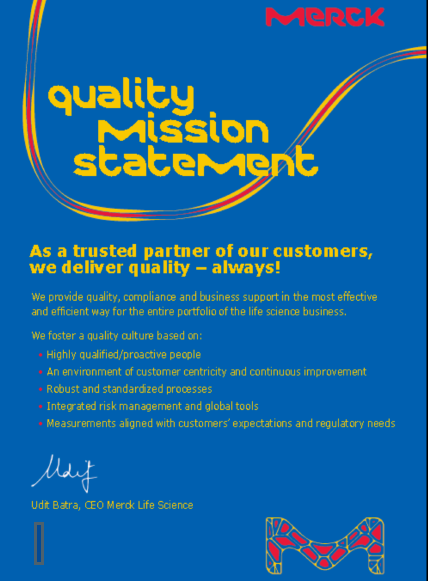 Merck
quality
Mission
stateMent
As a trusted partner of our customers,
we deliver quality – always!
We provide quality, compliance and business support in the most effective
and efficient way for the entire portfolio of the life science business.
We foster a quality culture based on:
• Highly qualified/proactive people
• An environment of customer centricity and continuous improvement
• Robust and standardized processes
• Integrated risk management and global tools
• Measurements aligned with customers’ expectations and regulatory needs
Udit
Udit Batra, CEO Merck Life Science
M